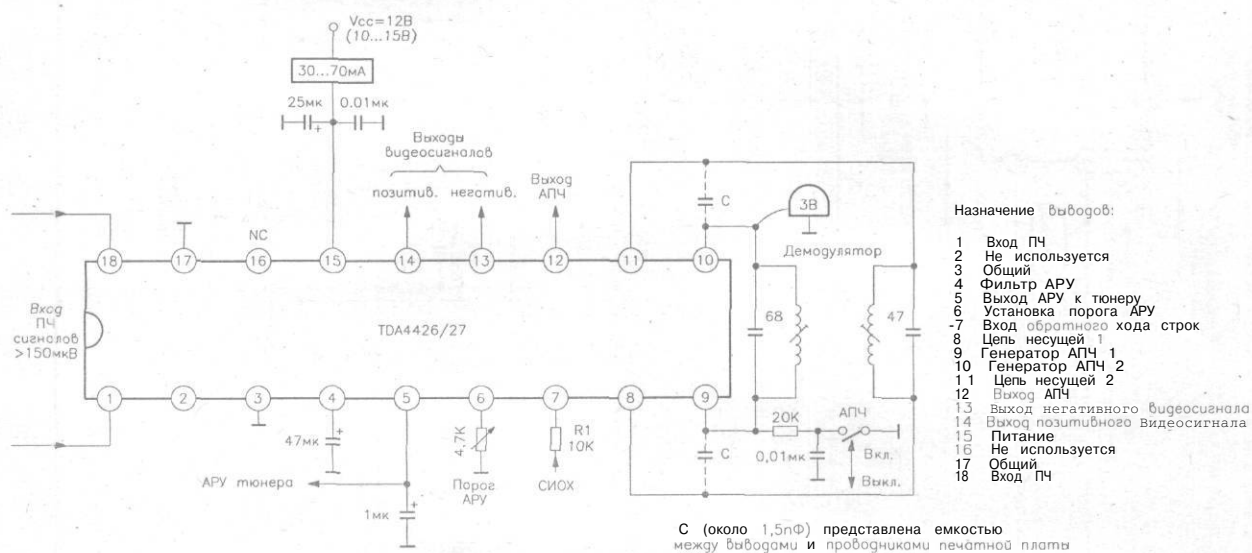 Vcc=12В
(10...15В)
30...70мА
25мк
0.01мк
+
Выходы
видеосигналов
позитив. негатив.
Выход
АПЧ
C
ЗВ
Демодулятор
NC
18
17
16
15
14
13
12
11
10
Вход
ПЧ
сигналов
>150мкВ
TDA4426/27
68
47
1
2
3
4
5
6
7
8
9
47мк
+
4,7К
R1
10К
20К
АПЧ
C
0,01мк
Вкл.
Выкл.
АРУ тюнера
Порог
АРУ
СИОХ
1мк
+
Назначение выводов:
1 Вход ПЧ
2 Не используется
3 Общий
4 Фильтр АРУ
5 Выход АРУ к тюнеру
6 Установка порога АРУ
-7 Вход обратного хода строк
8 Цепь несущей 1
9 Генератор АПЧ 1
10 Генератор АПЧ 2
1 1 Цепь несущей 2
12 Выход АПЧ
13 Выход негативного видеосигнала
14 Выход позитивного Видеосигнала
15 Питание
16 Не используется
17 Общий
18 Вход ПЧ
C (около 1,5пФ) представлена емкостью
между выводами и проводниками печатной платы